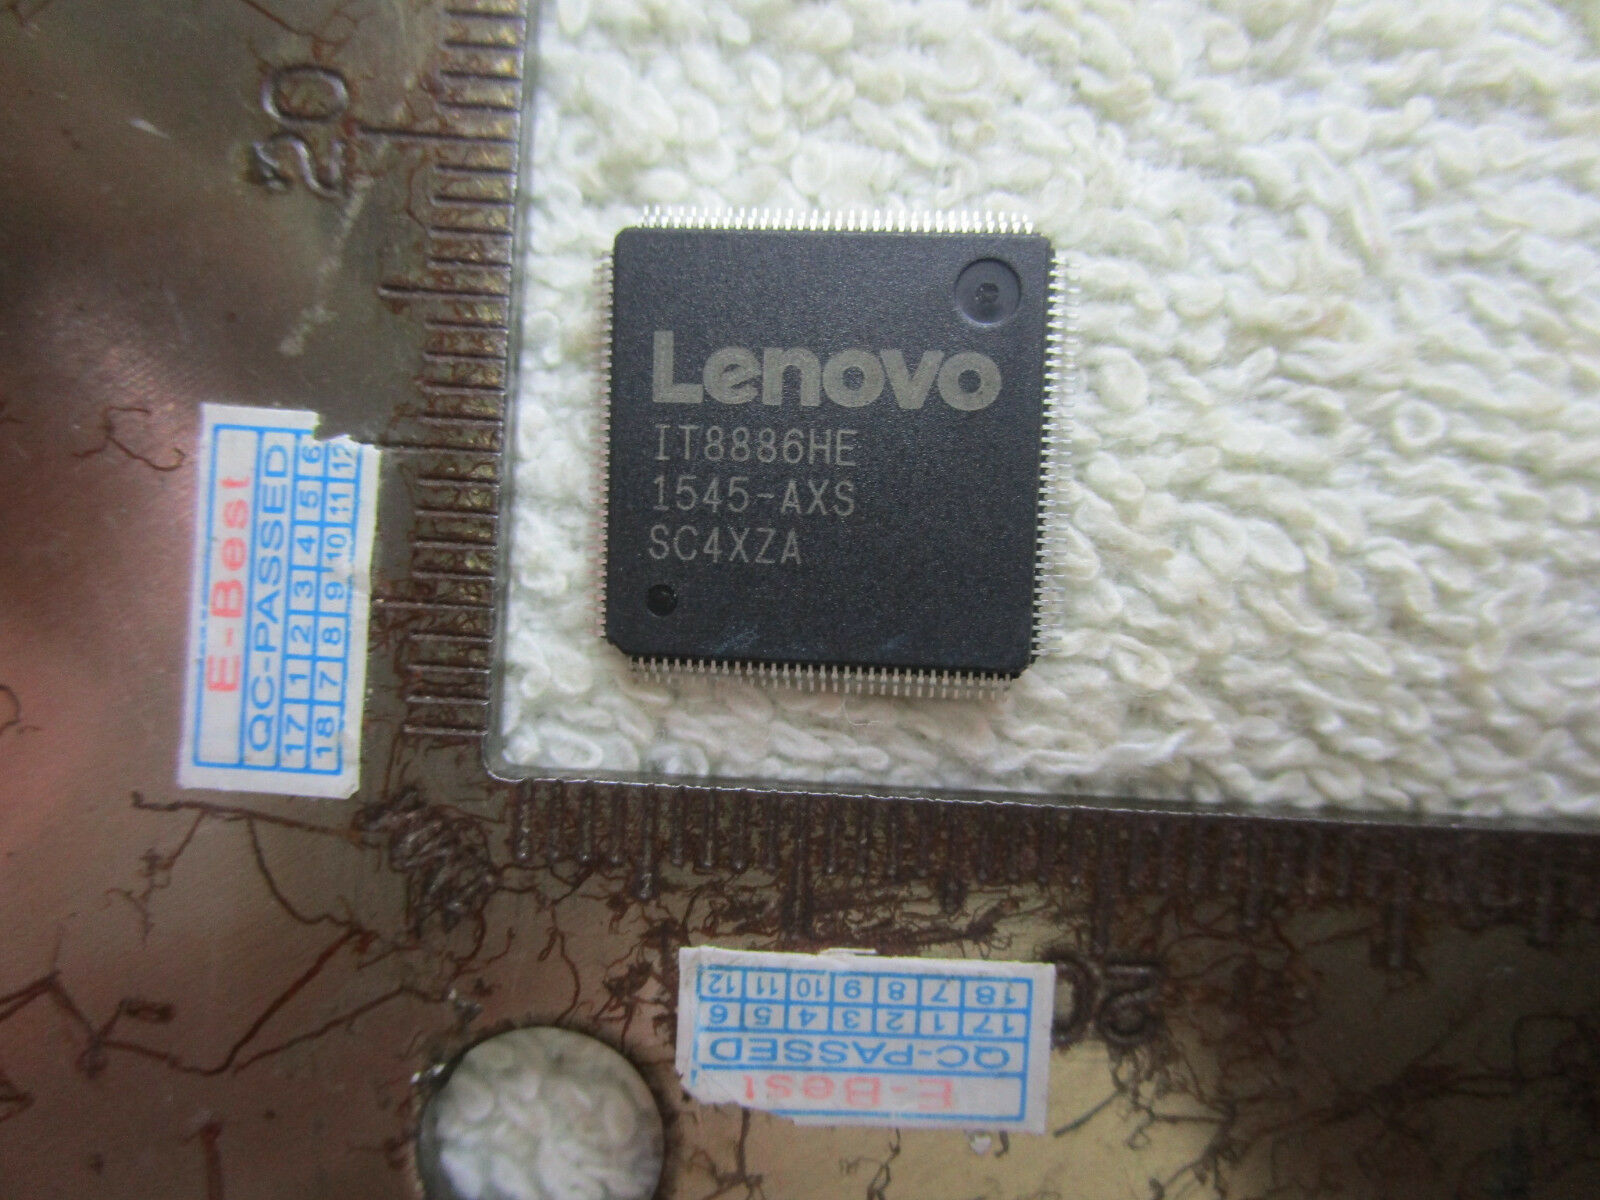 20
Lenovo
IT8886HE
1545-AXS
SC4XZA
E-Best
QC-PASSED
17 1 2 3 4 5 6
18 7 8 9 10 11 12
20
E-Best
QC-PASSED
17 1 2 3 4 5 6
18 7 8 9 10 11 12